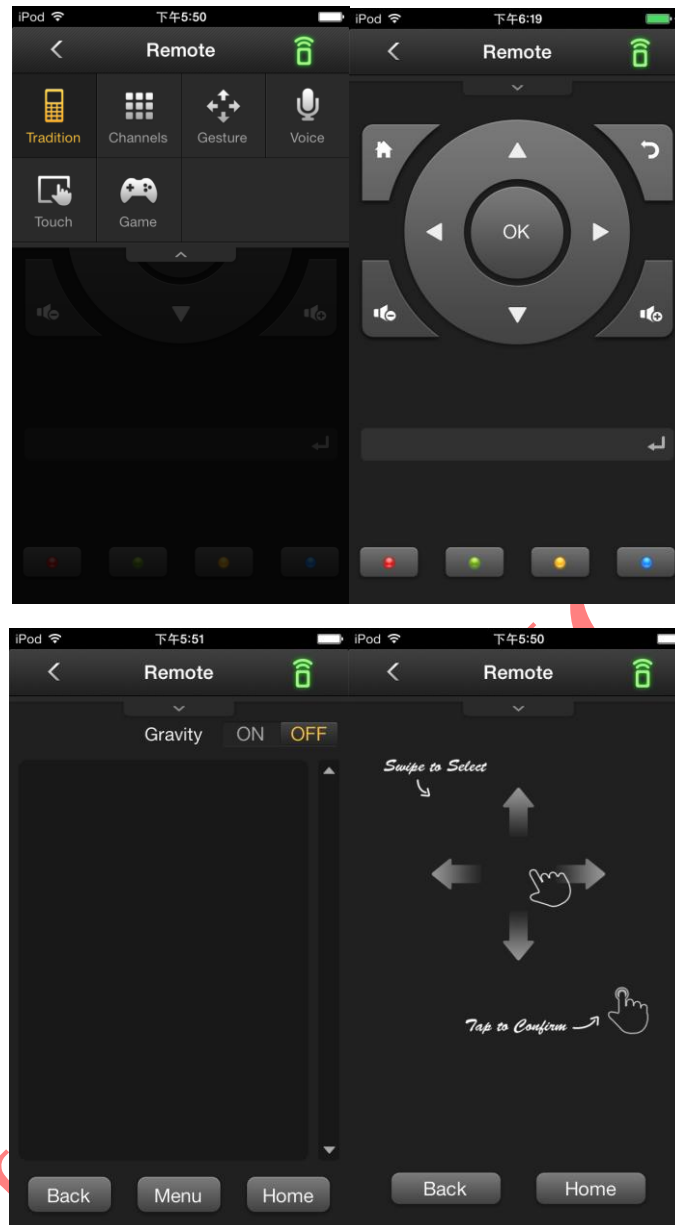 iPod 下午5:50
Remote
Tradition Channels Gesture Voice
Touch Game
iPod 下午6:19
Remote
OK
iPod 下午5:51
Remote
Gravity ON OFF
Back Menu Home
iPod 下午5:50
Remote
Swipe to Select
Tap to Confirm
Back Home